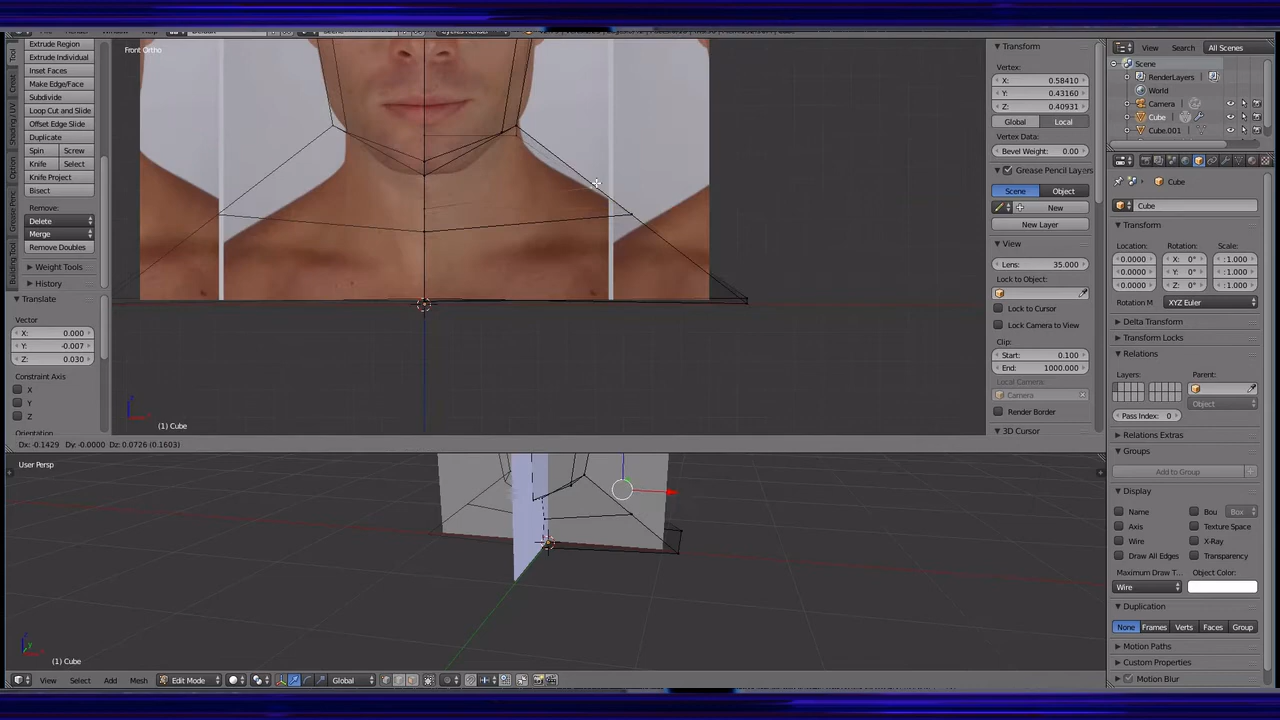 Front Ortho
(1) Cube
Extrude Region
Extrude Individual
Inset Faces
Make Edge/Face
Subdivide
Loop Cut and Slide
Offset Edge Slide
Duplicate
Spin Screw
Knife Select
Knife Project
Bisect
Remove:
Delete
Merge
Remove Doubles
Weight Tools
History
Translate
Vector
X: 0.000
Y: -0.007
Z: 0.030
Constraint Axis
X
Y
Z
Orientation
Dx: -0.1429 Dy: -0.0000 Dz: 0.0726 (0.1603)
User Persp
(1) Cube
View Select Add Mesh Edit Mode Global
Transform
Vertex:
X: 0.58410
Y: 0.43160
Z: 0.40931
Global Local
Vertex Data:
Bevel Weight: 0.00
Grease Pencil Layers
Scene Object
New
New Layer
View
Lens: 35.000
Lock to Object:
Lock to Cursor
Lock Camera to View
Clip:
Start: 0.100
End: 1000.000
Local Camera:
Camera
Render Border
3D Cursor
View Search All Scenes
Scene
RenderLayers
World
Camera
Cube
Cube.001
Cube
Cube
Transform
Location: Rotation: Scale:
0.0000 X: 0° 1.000
0.0000 Y: 0° 1.000
0.0000 Z: 0° 1.000
Rotation M XYZ Euler
Delta Transform
Transform Locks
Relations
Layers: Parent:
Pass Index: 0
Relations Extras
Groups
Add to Group
Display
Name Bou Box
Axis Texture Space
Wire X-Ray
Draw All Edges Transparency
Maximum Draw T... Object Color:
Wire
Duplication
None Frames Verts Faces Group
Motion Paths
Custom Properties
Motion Blur